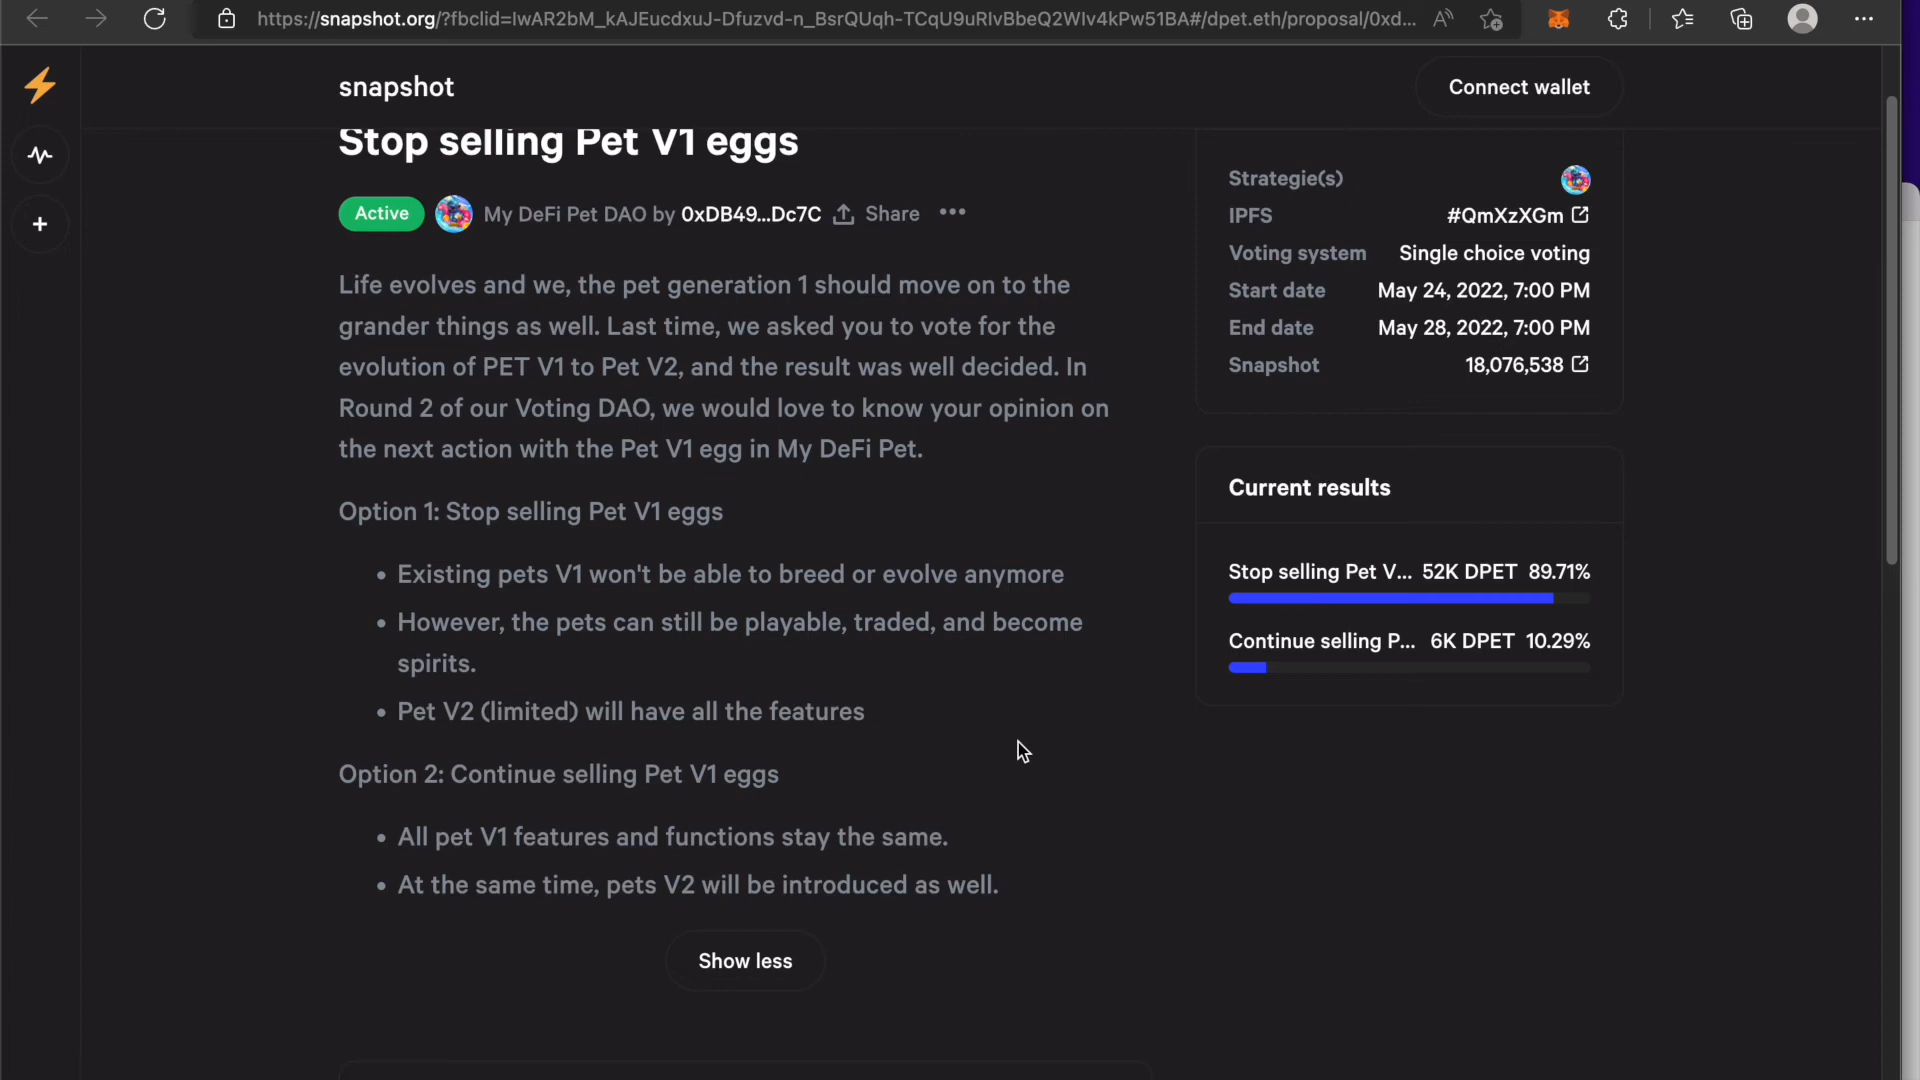 https://snapshot.org/?fbclid=IwAR2bM_kAJEucdxuJ-Dfuzvd-n_BsrQUqh-TCqU9uRlvBbeQ2WIv4kPw51BA#/dpet.eth/proposal/0xd...
snapshot
Connect wallet
Stop selling Pet V1 eggs
Active
My DeFi Pet DAO by 0xDB49...Dc7C
Share
Life evolves and we, the pet generation 1 should move on to the
grander things as well. Last time, we asked you to vote for the
evolution of PET V1 to Pet V2, and the result was well decided. In
Round 2 of our Voting DAO, we would love to know your opinion on
the next action with the Pet V1 egg in My DeFi Pet.
Option 1: Stop selling Pet V1 eggs
• Existing pets V1 won't be able to breed or evolve anymore
• However, the pets can still be playable, traded, and become
spirits.
• Pet V2 (limited) will have all the features
Option 2: Continue selling Pet V1 eggs
• All pet V1 features and functions stay the same.
• At the same time, pets V2 will be introduced as well.
Show less
Strategie(s)
IPFS #QmXzXGm
Voting system Single choice voting
Start date May 24, 2022, 7:00 PM
End date May 28, 2022, 7:00 PM
Snapshot 18,076,538
Current results
Stop selling Pet V... 52K DPET 89.71%
Continue selling P... 6K DPET 10.29%